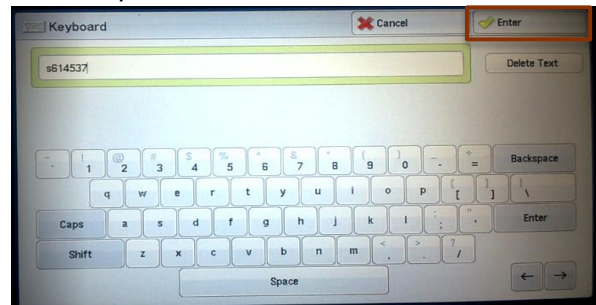 Keyboard Cancel Enter
s614537 Delete Text
~ ` ! 1 @ 2 # 3 $ 4 % 5 ^ 6 & 7 * 8 ( 9 ) 0 _ - + = Backspace
q w e r t y u i o p { [ } ] | \
Caps a s d f g h j k l : ; " ' Enter
Shift z x c v b n m < , > . ? /
Space ← →